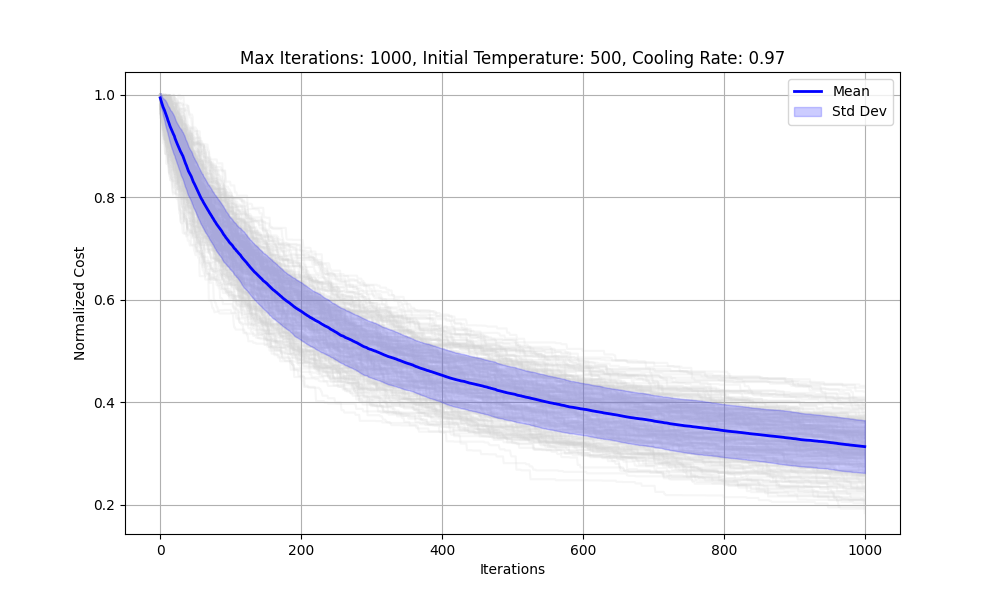 Max Iterations: 1000, Initial Temperature: 500, Cooling Rate: 0.97
Mean
Std Dev
Normalized Cost
1.0
0.8
0.6
0.4
0.2
0 200 400 600 800 1000
Iterations